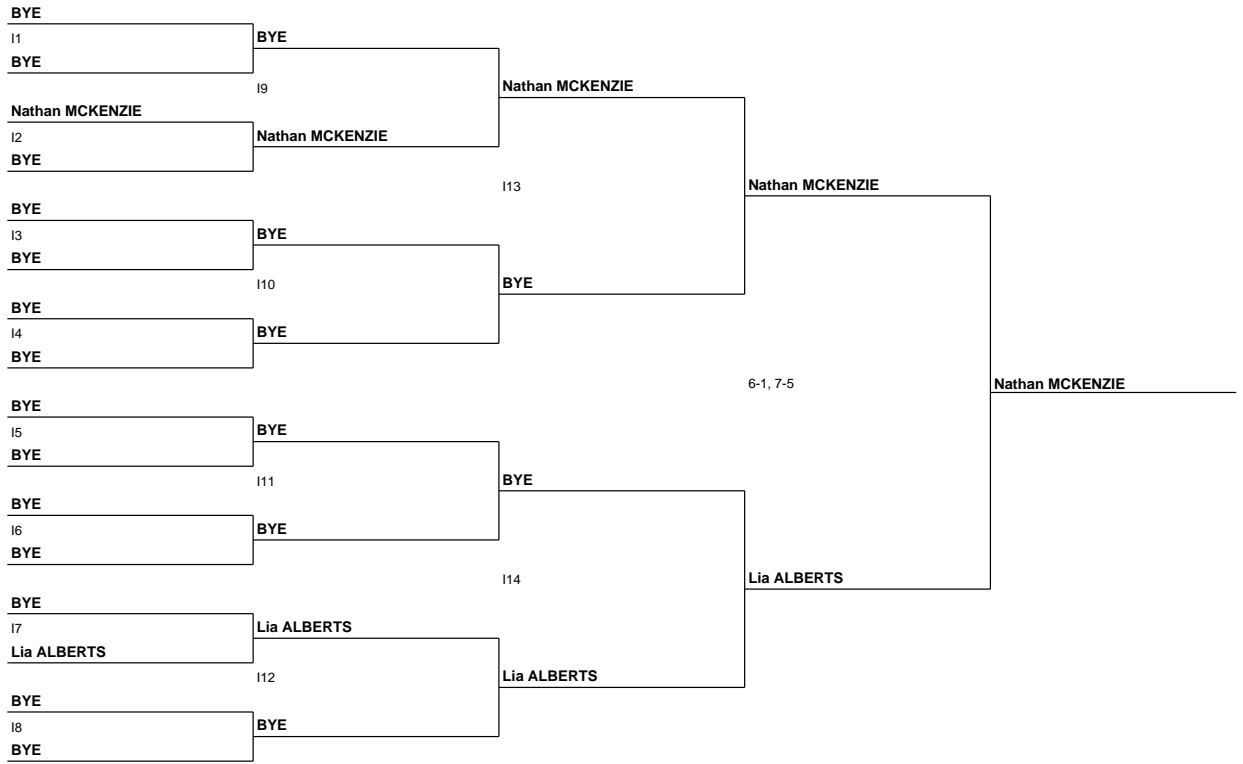 BYE
I1
BYE
BYE
I9
Nathan MCKENZIE
Nathan MCKENZIE
I2
Nathan MCKENZIE
BYE
I13
Nathan MCKENZIE
BYE
I3
BYE
BYE
I10
BYE
BYE
I4
BYE
BYE
6-1, 7-5
Nathan MCKENZIE
BYE
I5
BYE
BYE
I11
BYE
BYE
I6
BYE
BYE
I14
Lia ALBERTS
BYE
I7
Lia ALBERTS
Lia ALBERTS
I12
Lia ALBERTS
BYE
I8
BYE
BYE